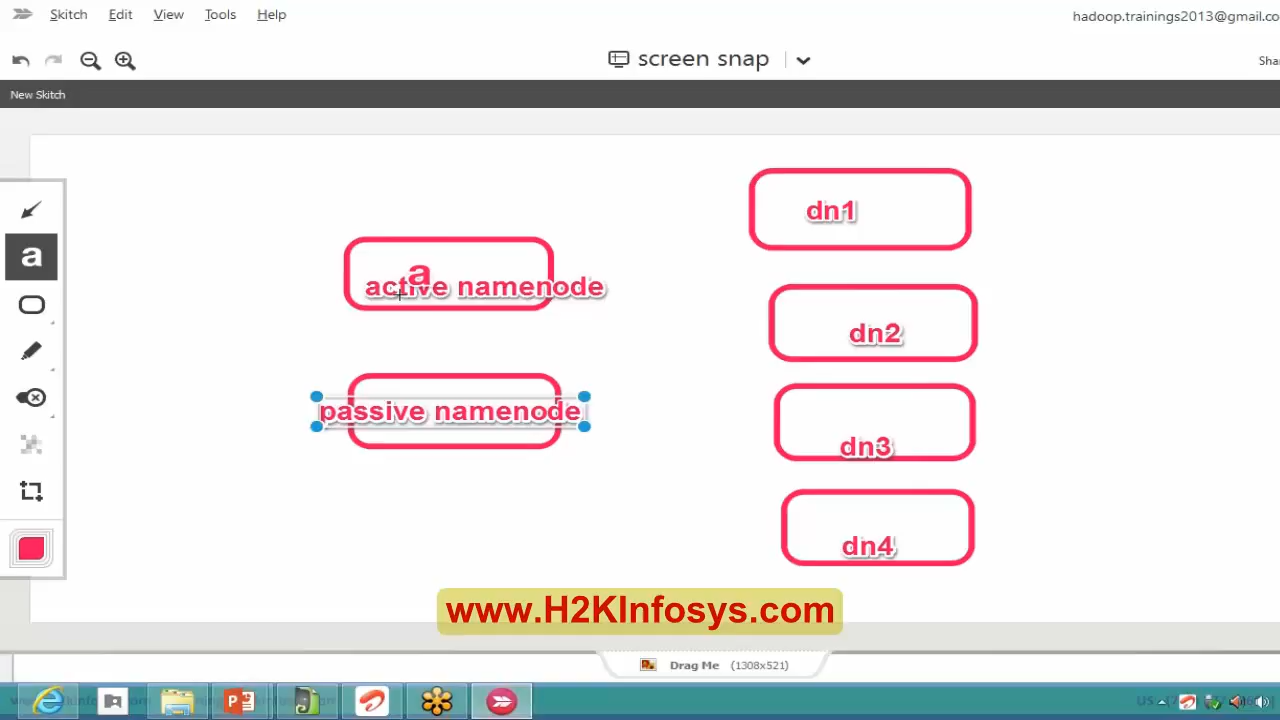 Skitch Edit View Tools Help
hadoop.trainings2013@gmail.co
screen snap
Sha
New Skitch
a
dn1
a
active namenode
dn2
passive namenode
dn3
dn4
www.H2KInfosys.com
Drag Me (1308x521)